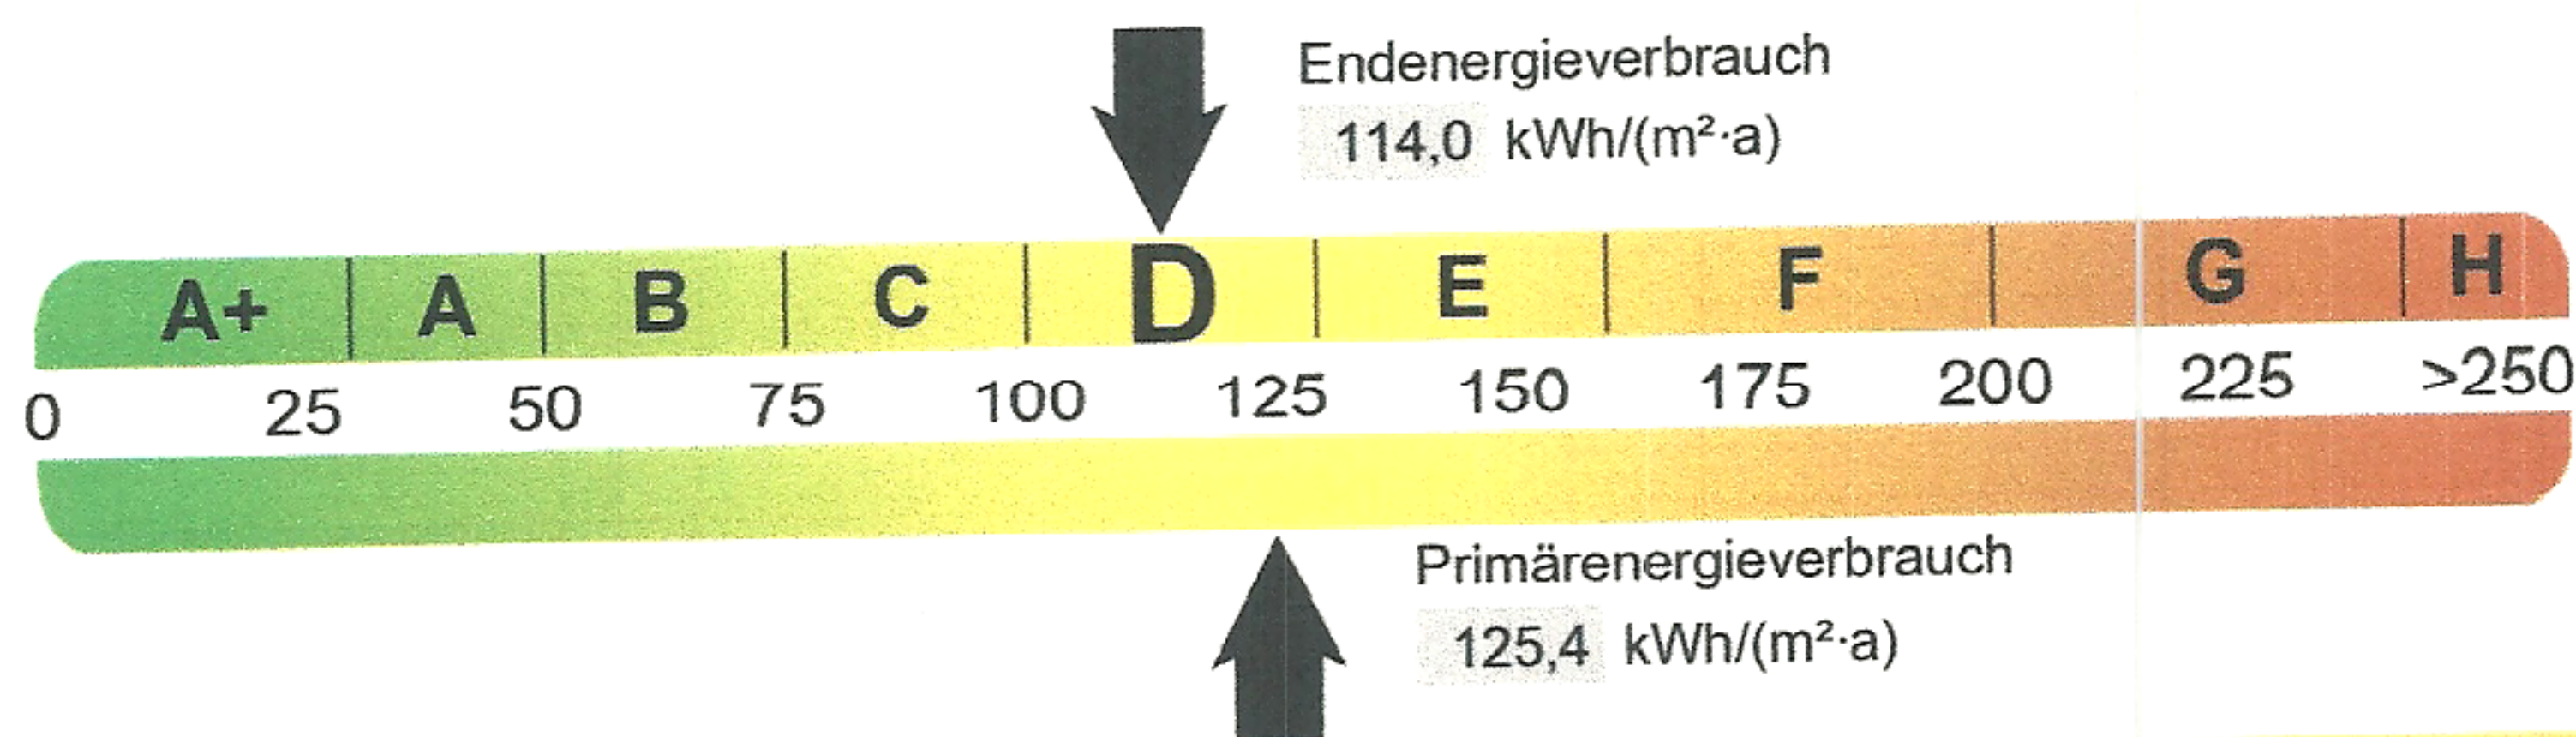 Endenergieverbrauch
114,0 kWh/(m²·a)
A+ A B C D E F G H
0 25 50 75 100 125 150 175 200 225 >250
Primärenergieverbrauch
125,4 kWh/(m²·a)